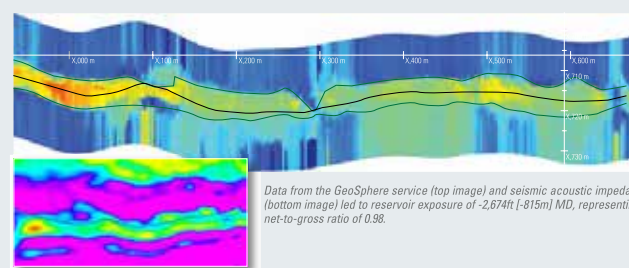 X,000 m X,100 m X,200 m X,300 m X,400 m X,500 m X,600 m
X,710 m
X,720 m
X,730 m
Data from the GeoSphere service (top image) and seismic acoustic impeda
(bottom image) led to reservoir exposure of -2,674ft [-815m] MD, representi
net-to-gross ratio of 0.98.